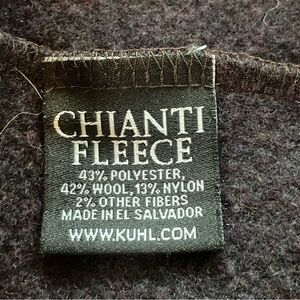 CHIANTI
FLEECE
43% POLYESTER,
42% WOOL, 13% NYLON
2% OTHER FIBERS
MADE IN EL SALVADOR
WWW.KUHL.COM